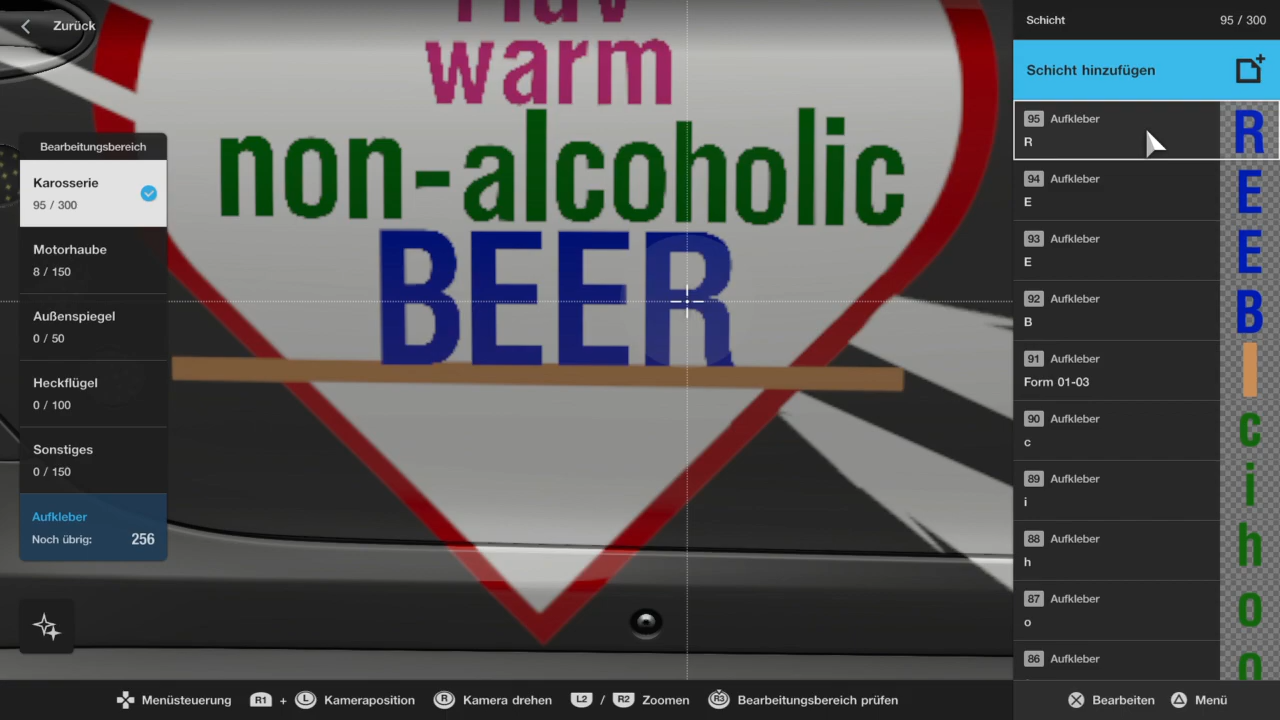 Zurück
warm
non-alcoholic
BEER
Bearbeitungsbereich
Karosserie
95 / 300
Motorhaube
8 / 150
Außenspiegel
0 / 50
Heckflügel
0 / 100
Sonstiges
0 / 150
Aufkleber
Noch übrig: 256
Schicht 95 / 300
Schicht hinzufügen
95 Aufkleber
R
R
94 Aufkleber
E
E
93 Aufkleber
E
E
92 Aufkleber
B
B
91 Aufkleber
Form 01-03
90 Aufkleber
c
c
89 Aufkleber
i
i
88 Aufkleber
h
h
87 Aufkleber
o
o
86 Aufkleber
Menüsteuerung R1 + L Kameraposition R Kamera drehen L2 / R2 Zoomen R3 Bearbeitungsbereich prüfen Bearbeiten Menü